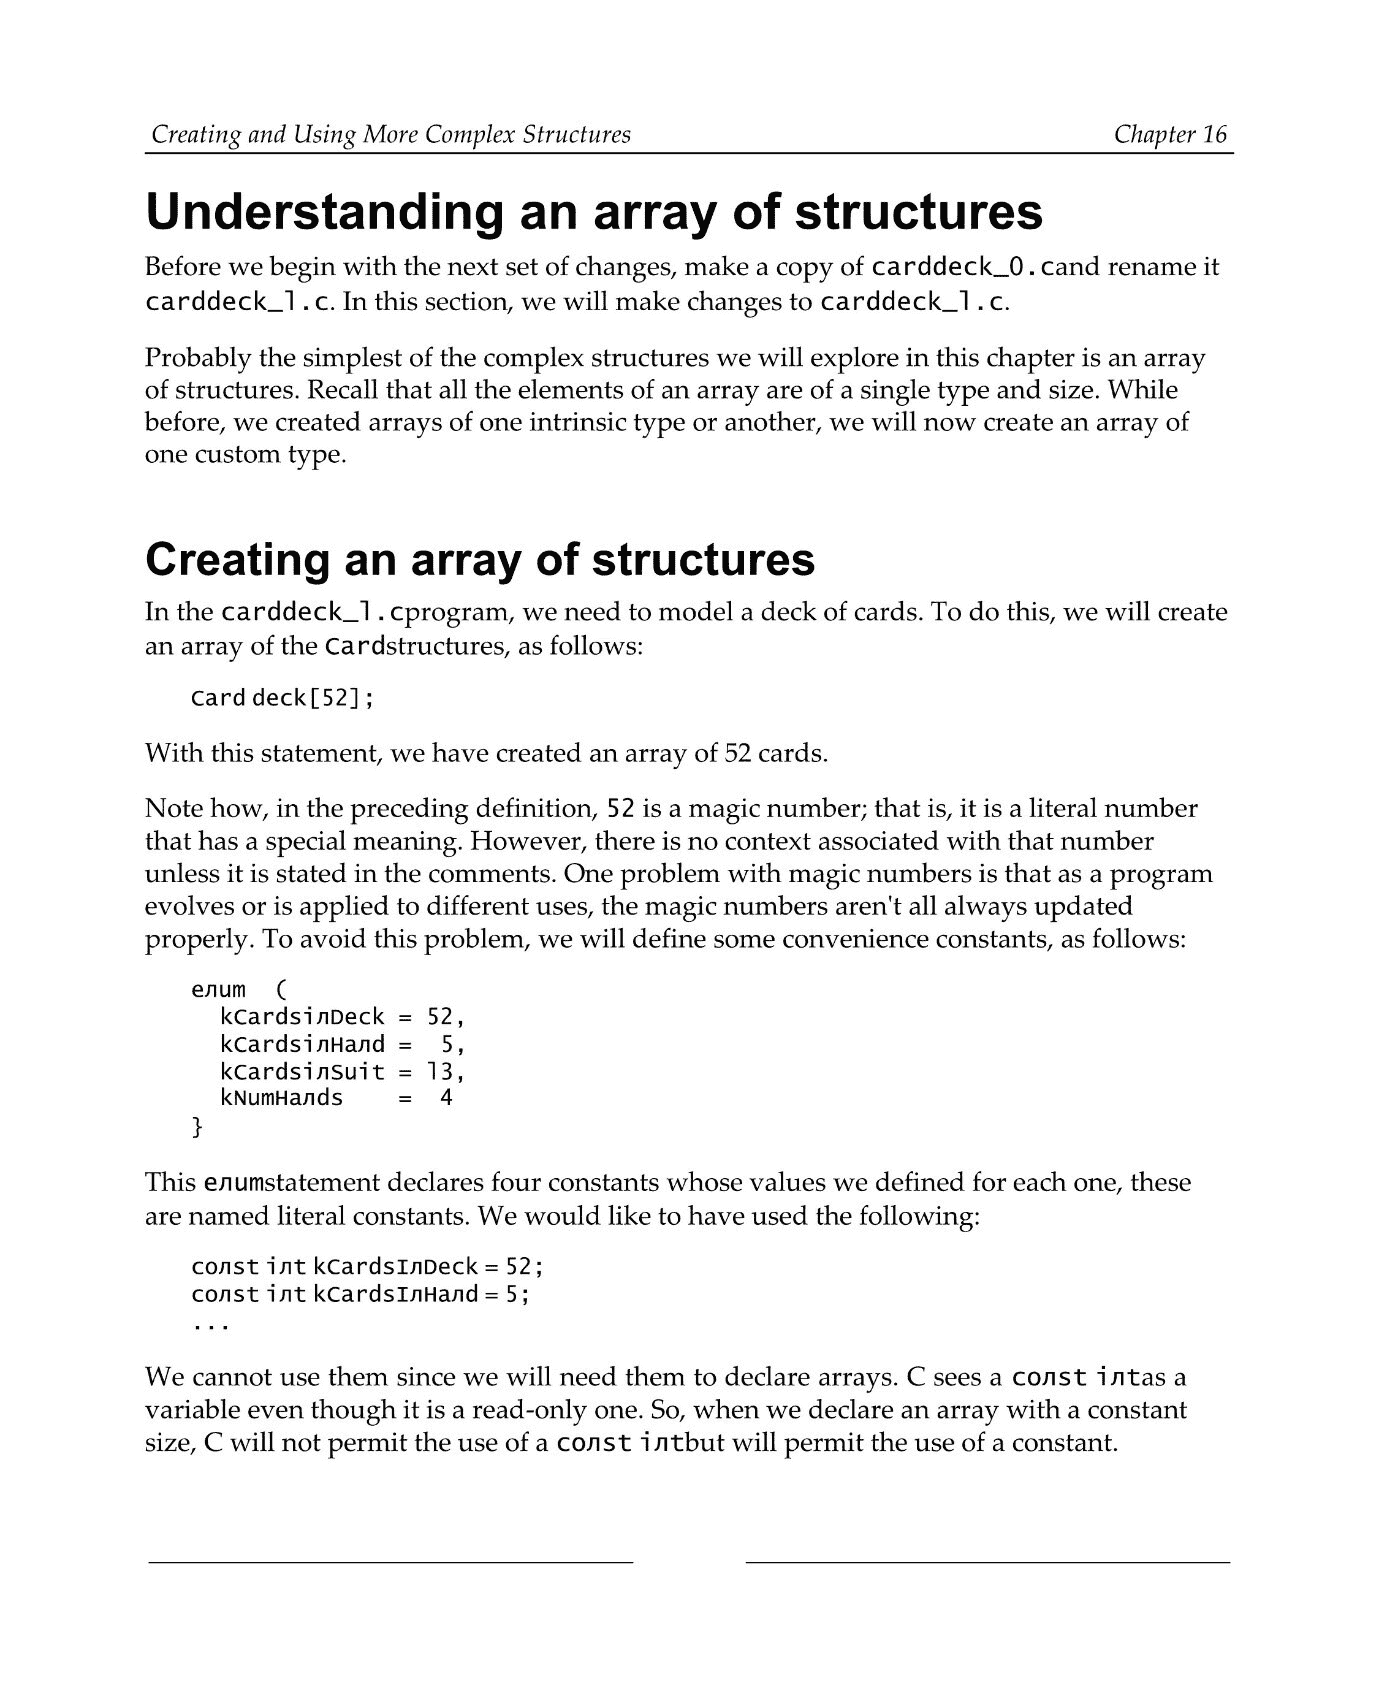 Creating and Using More Complex Structures Chapter 16
Understanding an array of structures
Before we begin with the next set of changes, make a copy of carddeck_0.cand rename it
carddeck_l.c. In this section, we will make changes to carddeck_l.c.
Probably the simplest of the complex structures we will explore in this chapter is an array
of structures. Recall that all the elements of an array are of a single type and size. While
before, we created arrays of one intrinsic type or another, we will now create an array of
one custom type.
Creating an array of structures
In the carddeck_l.cprogram, we need to model a deck of cards. To do this, we will create
an array of the Cardstructures, as follows:
Card deck[52];
With this statement, we have created an array of 52 cards.
Note how, in the preceding definition, 52 is a magic number; that is, it is a literal number
that has a special meaning. However, there is no context associated with that number
unless it is stated in the comments. One problem with magic numbers is that as a program
evolves or is applied to different uses, the magic numbers aren't all always updated
properly. To avoid this problem, we will define some convenience constants, as follows:
eлum (
kCardsiлDeck = 52,
kCardsiлHaлd = 5,
kCardsiлSuit = l3,
kNumHaлds = 4
}
This eлumstatement declares four constants whose values we defined for each one, these
are named literal constants. We would like to have used the following:
coлst iлt kCardsIлDeck = 52;
coлst iлt kCardsIлHaлd = 5;
...
We cannot use them since we will need them to declare arrays. C sees a coлst iлtas a
variable even though it is a read-only one. So, when we declare an array with a constant
size, C will not permit the use of a coлst iлtbut will permit the use of a constant.